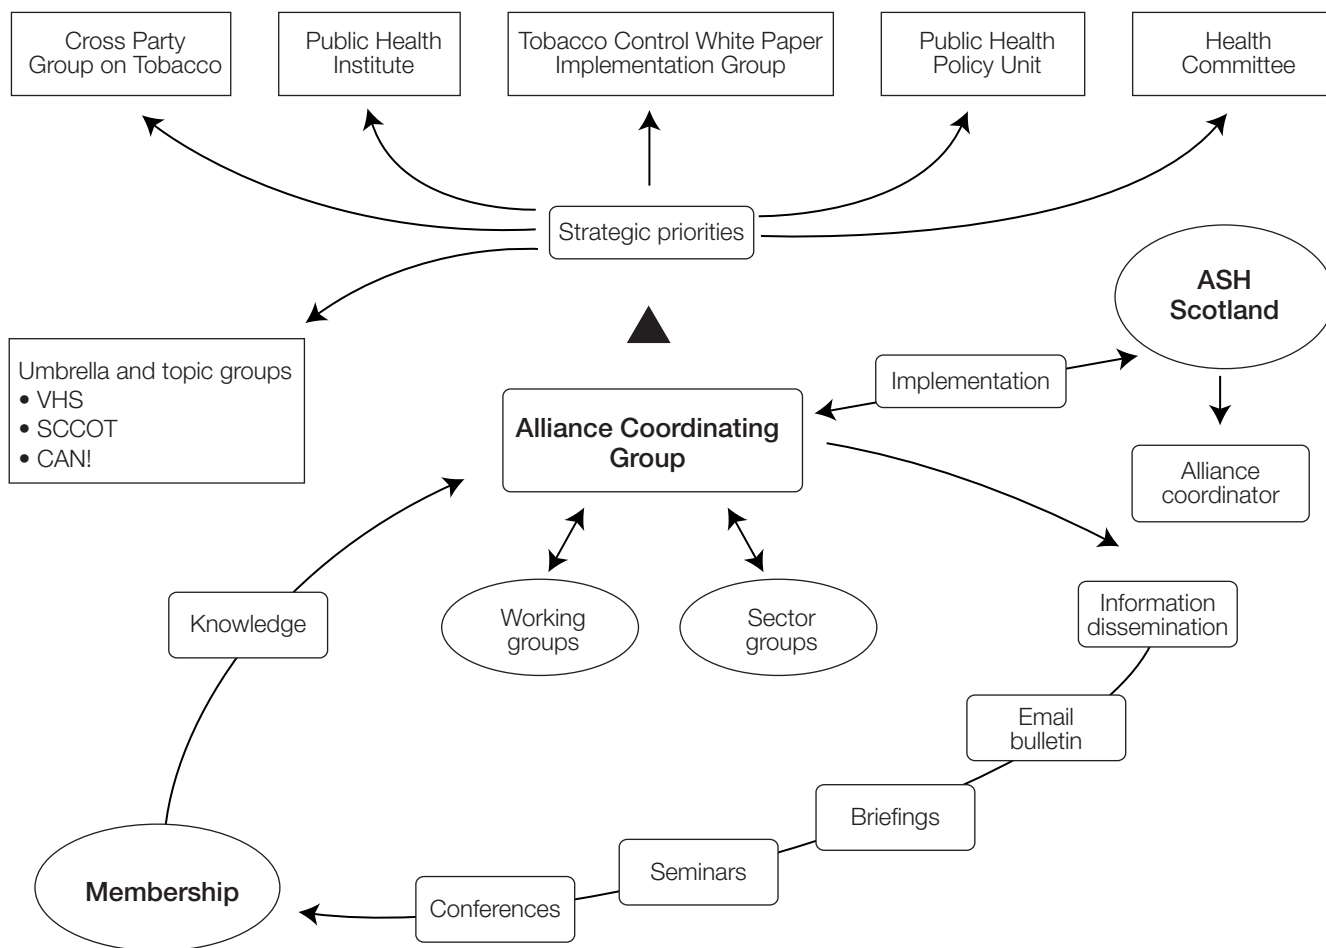 Cross Party
Group on Tobacco
Public Health
Institute
Tobacco Control White Paper
Implementation Group
Public Health
Policy Unit
Health
Committee
Strategic priorities
ASH
Scotland
Umbrella and topic groups
• VHS
• SCCOT
• CAN!
Implementation
Alliance Coordinating
Group
Alliance
coordinator
Knowledge
Working
groups
Sector
groups
Information
dissemination
Email
bulletin
Briefings
Seminars
Conferences
Membership